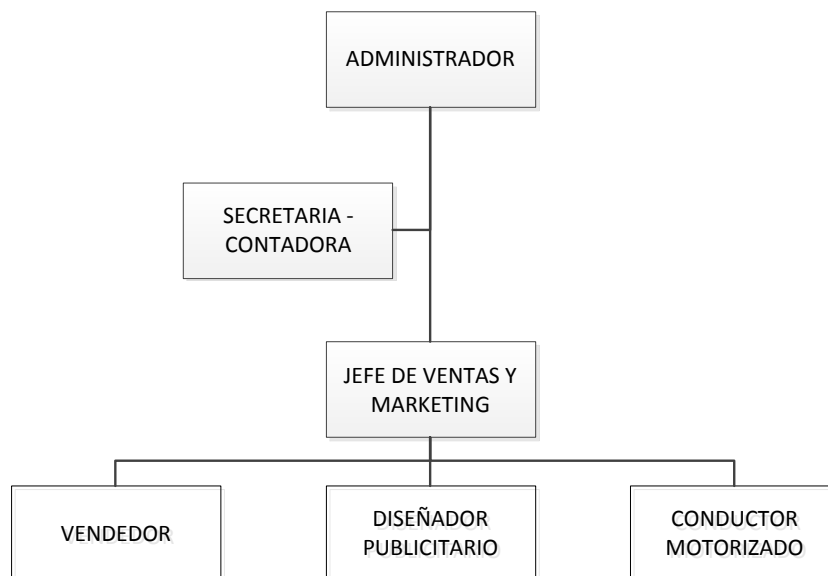 ADMINISTRADOR
SECRETARIA -
CONTADORA
JEFE DE VENTAS Y
MARKETING
VENDEDOR
DISEÑADOR
PUBLICITARIO
CONDUCTOR
MOTORIZADO